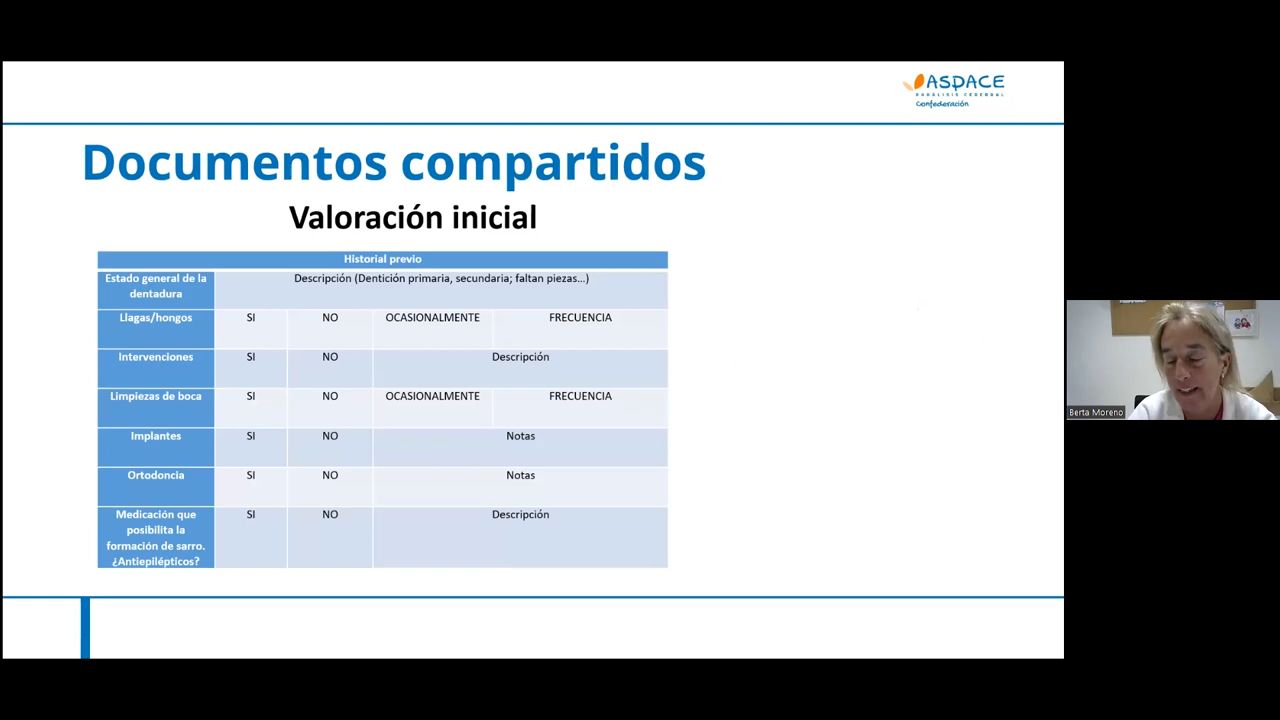 ASPACE
PARÁLISIS CEREBRAL
Confederación
Documentos compartidos
Valoración inicial
Historial previo
Estado general de la dentadura
Descripción (Dentición primaria, secundaria; faltan piezas...)
Llagas/hongos SI NO OCASIONALMENTE FRECUENCIA
Intervenciones SI NO Descripción
Limpiezas de boca SI NO OCASIONALMENTE FRECUENCIA
Implantes SI NO Notas
Ortodoncia SI NO Notas
Medicación que
posibilita la
formación de sarro.
¿Antiepilépticos?
SI NO Descripción
Berta Moreno